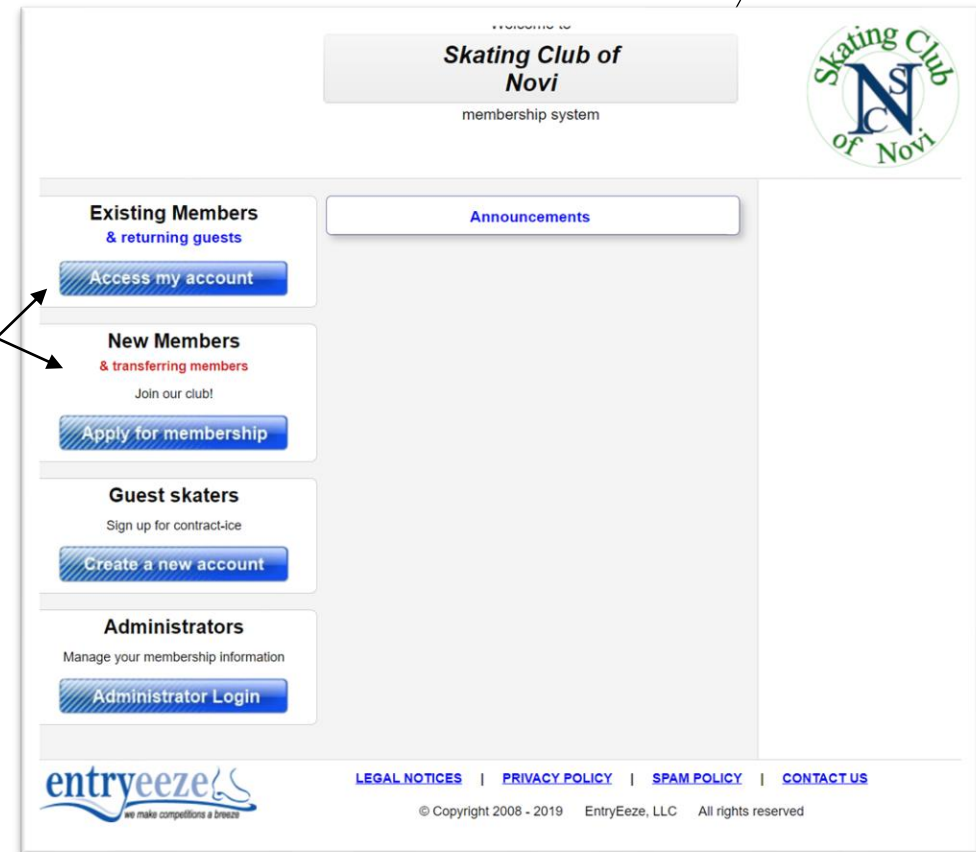 Welcome to
Skating Club of
Novi
membership system
Skating Club
NSC
of Novi
Existing Members
& returning guests
Access my account
New Members
& transferring members
Join our club!
Apply for membership
Guest skaters
Sign up for contract-ice
Create a new account
Administrators
Manage your membership information
Administrator Login
Announcements
entryeeze
we make competitions a breeze
LEGAL NOTICES | PRIVACY POLICY | SPAM POLICY | CONTACT US
© Copyright 2008 - 2019 EntryEeze, LLC All rights reserved